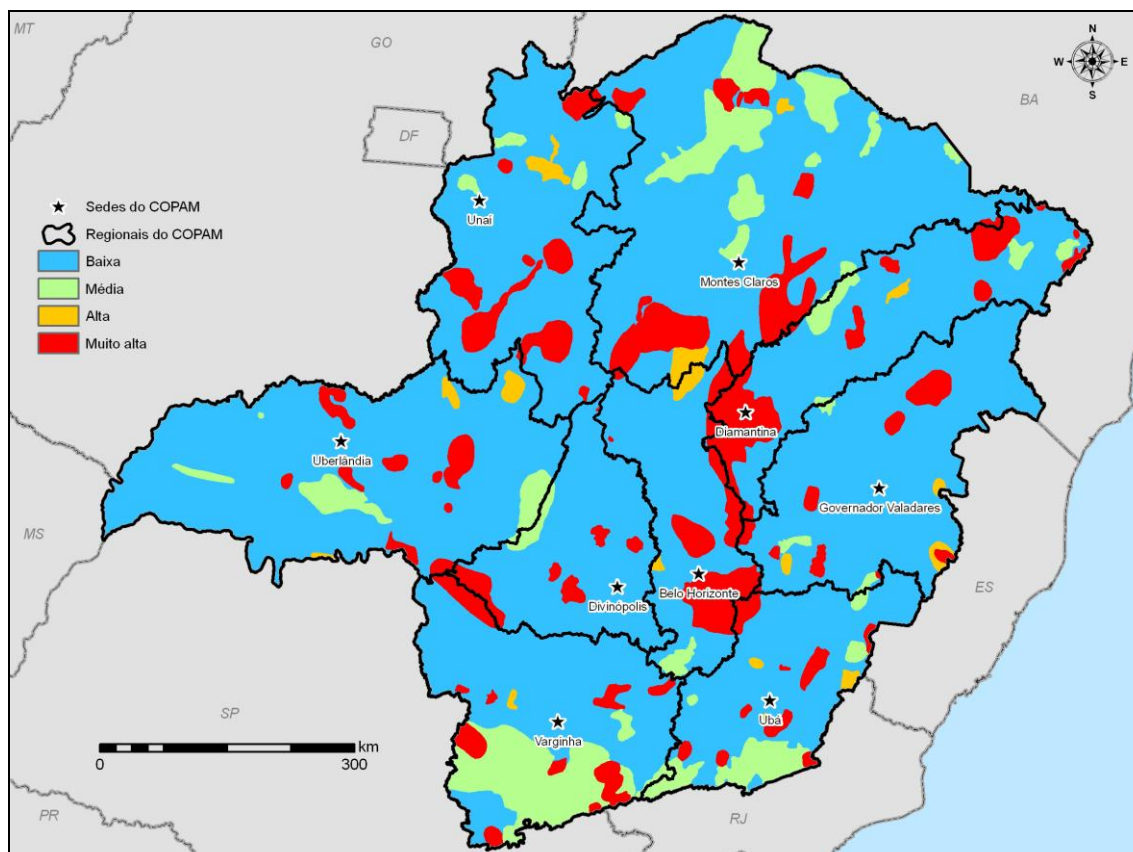 MT
GO
N
W
E
S
BA
DF
Sedes do COPAM
Regionais do COPAM
Baixa
Média
Alta
Muito alta
Unaí
Montes Claros
Diamantina
Uberlândia
Governador Valadares
MS
Belo Horizonte
Divinópolis
ES
SP
Ubá
Varginha
km
0
300
PR
RJ